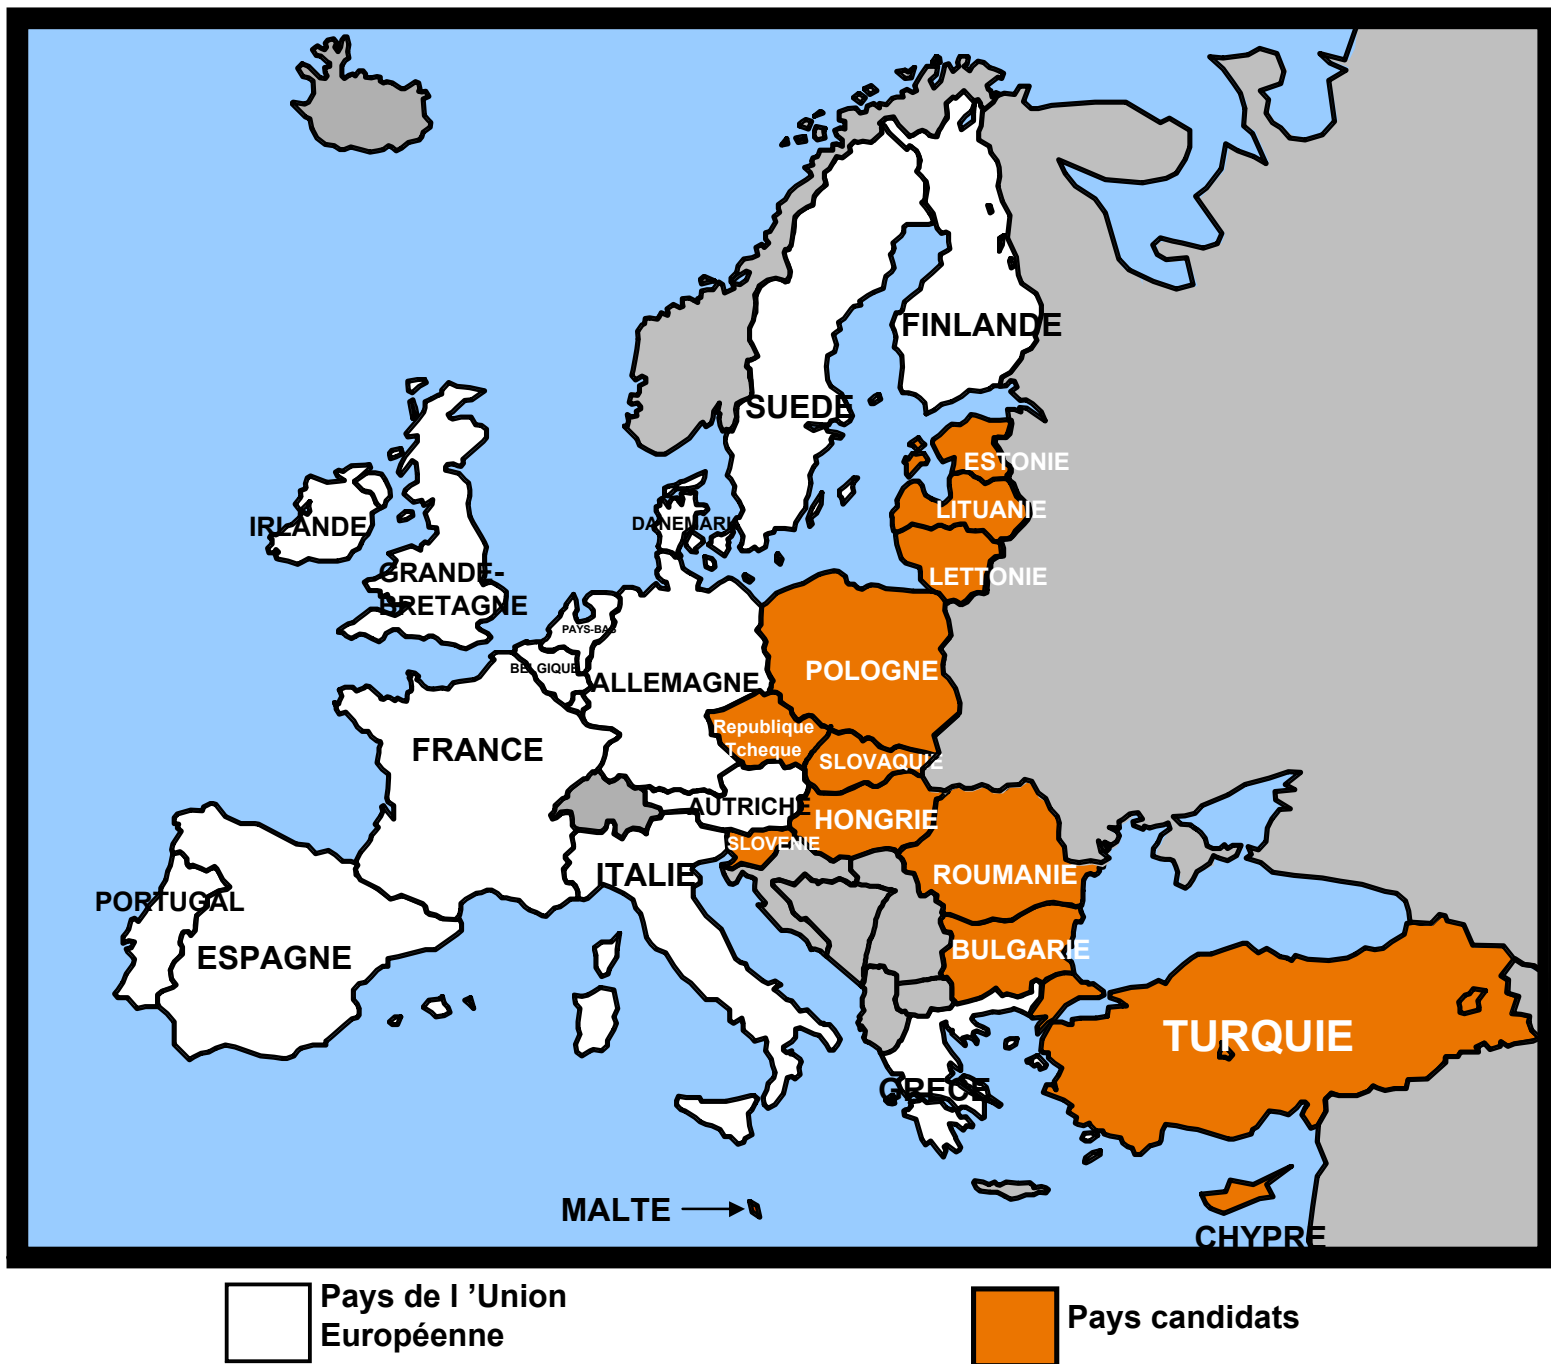 FINLANDE
SUEDE
ESTONIE
LITUANIE
IRLANDE
DANEMARK
LETTONIE
GRANDE-
BRETAGNE
PAYS-BAS
BELGIQUE
ALLEMAGNE
POLOGNE
Republique
Tcheque
FRANCE
SLOVAQUIE
AUTRICHE
HONGRIE
SLOVENIE
ITALIE
ROUMANIE
PORTUGAL
ESPAGNE
BULGARIE
TURQUIE
GRECE
MALTE
CHYPRE
Pays de l ’Union
Européenne
Pays candidats